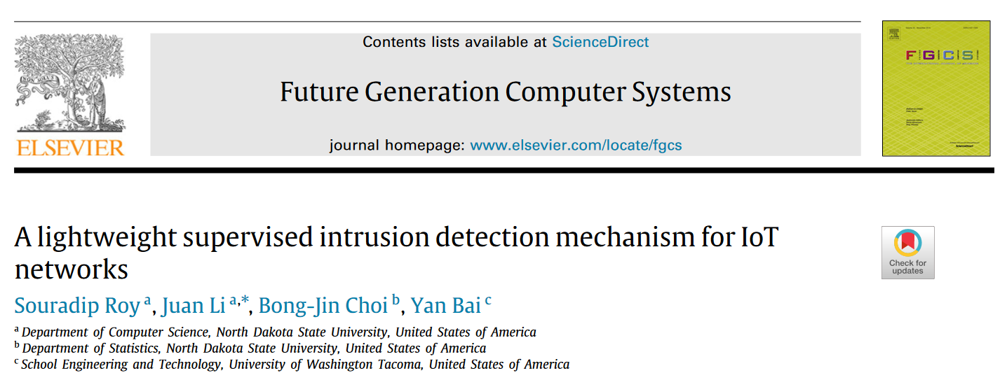 Contents lists available at ScienceDirect
Future Generation Computer Systems
journal homepage: www.elsevier.com/locate/fgcs
ELSEVIER
FGCS
A lightweight supervised intrusion detection mechanism for IoT
networks
Check for
updates
Souradip Roy a, Juan Li a,*, Bong-Jin Choi b, Yan Bai c
a Department of Computer Science, North Dakota State University, United States of America
b Department of Statistics, North Dakota State University, United States of America
c School Engineering and Technology, University of Washington Tacoma, United States of America